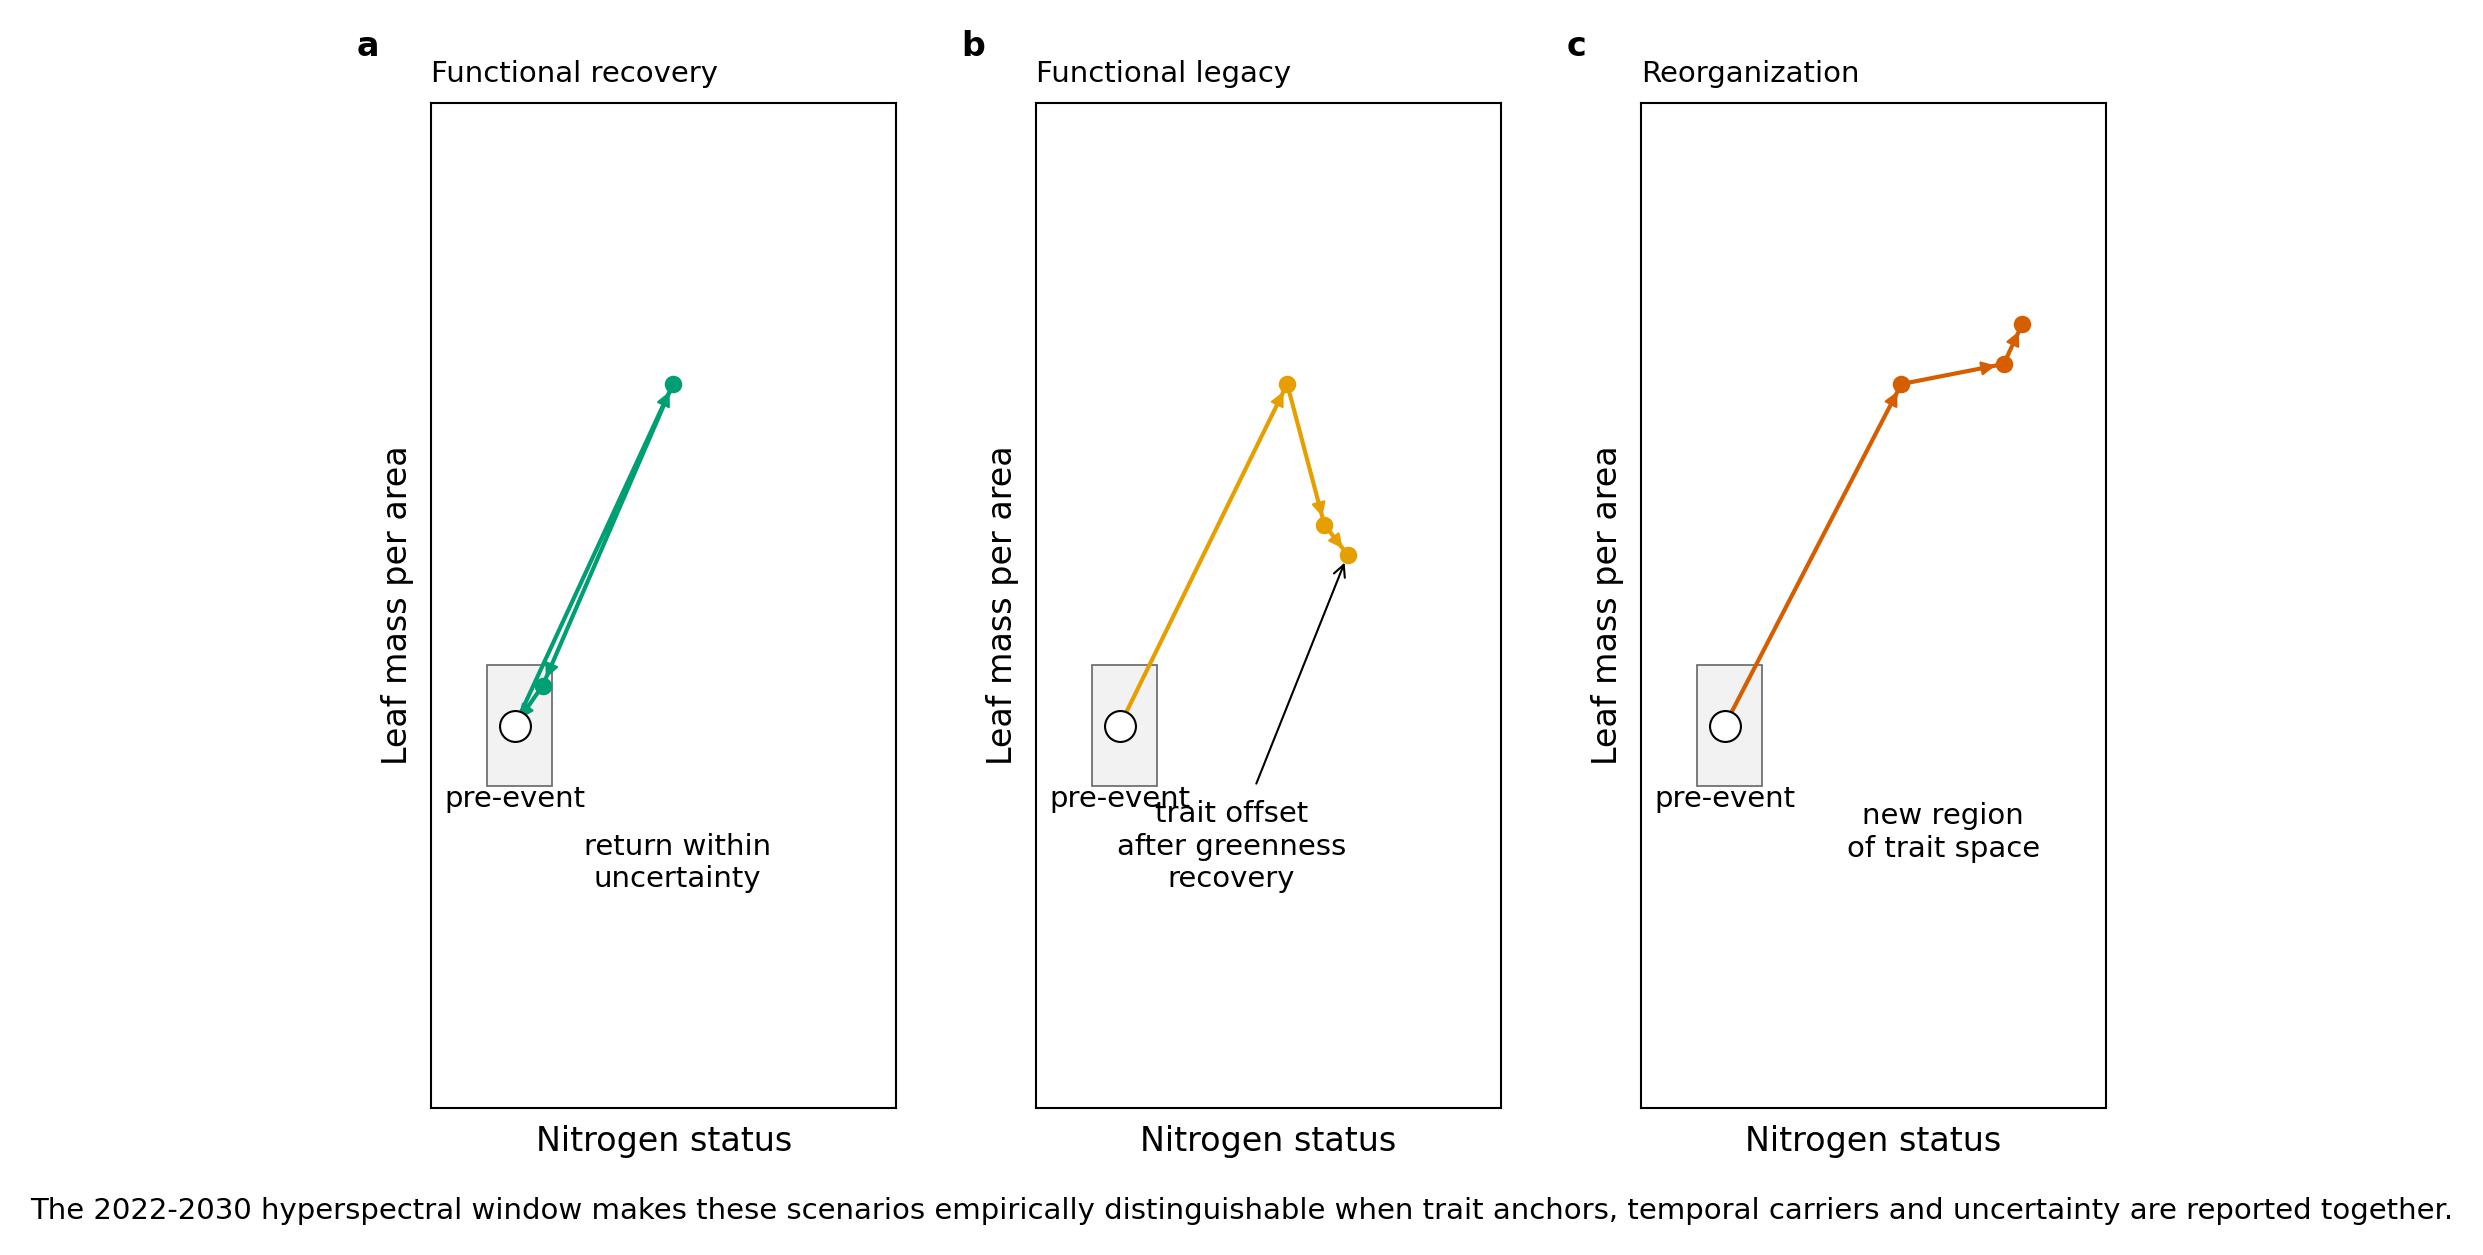 a
Functional recovery
Leaf mass per area
pre-event
return within
uncertainty
Nitrogen status
b
Functional legacy
Leaf mass per area
pre-event
trait offset
after greenness
recovery
Nitrogen status
c
Reorganization
Leaf mass per area
pre-event
new region
of trait space
Nitrogen status
The 2022-2030 hyperspectral window makes these scenarios empirically distinguishable when trait anchors, temporal carriers and uncertainty are reported together.